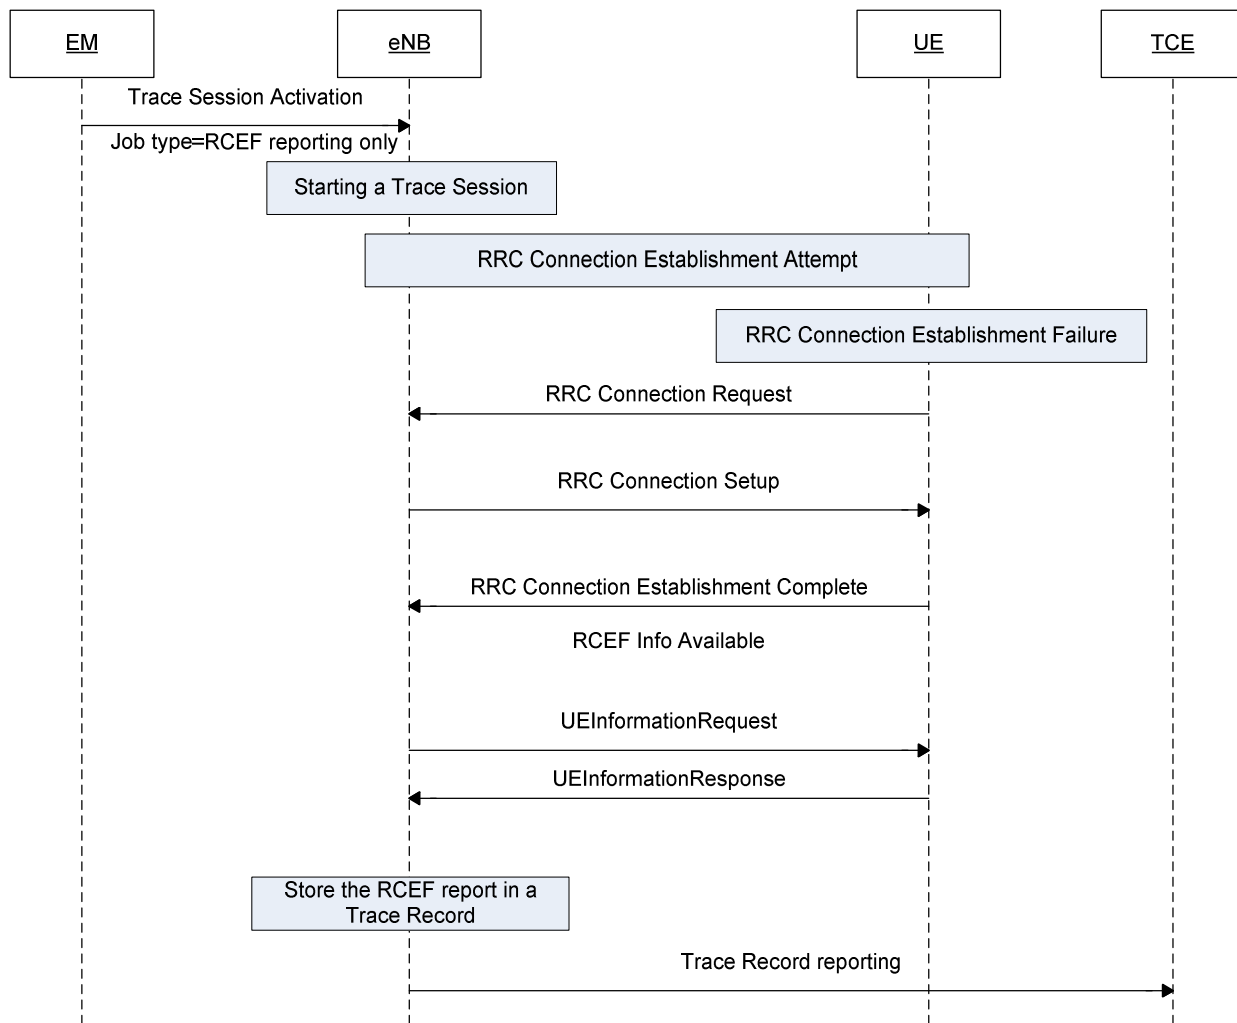 EM
eNB
UE
TCE
Trace Session Activation
Job type=RCEF reporting only
Starting a Trace Session
RRC Connection Establishment Attempt
RRC Connection Establishment Failure
RRC Connection Request
RRC Connection Setup
RRC Connection Establishment Complete
RCEF Info Available
UEInformationRequest
UEInformationResponse
Store the RCEF report in a
Trace Record
Trace Record reporting